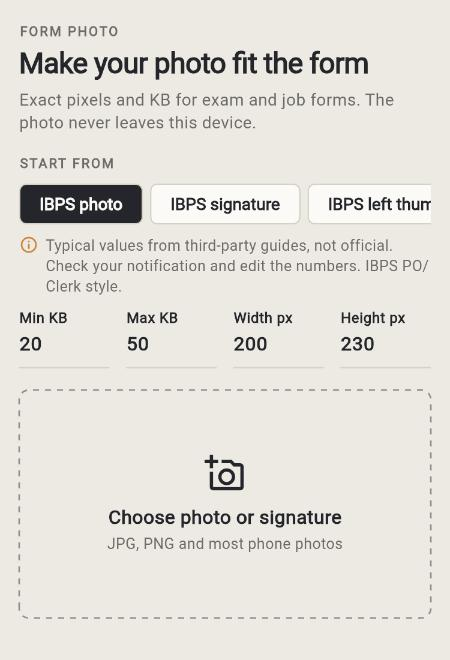 FORM PHOTO
Make your photo fit the form
Exact pixels and KB for exam and job forms. The
photo never leaves this device.
START FROM
IBPS photo
IBPS signature
IBPS left thum
Typical values from third-party guides, not official.
Check your notification and edit the numbers. IBPS PO/
Clerk style.
Min KB
Max KB
Width px
Height px
20
50
200
230
Choose photo or signature
JPG, PNG and most phone photos